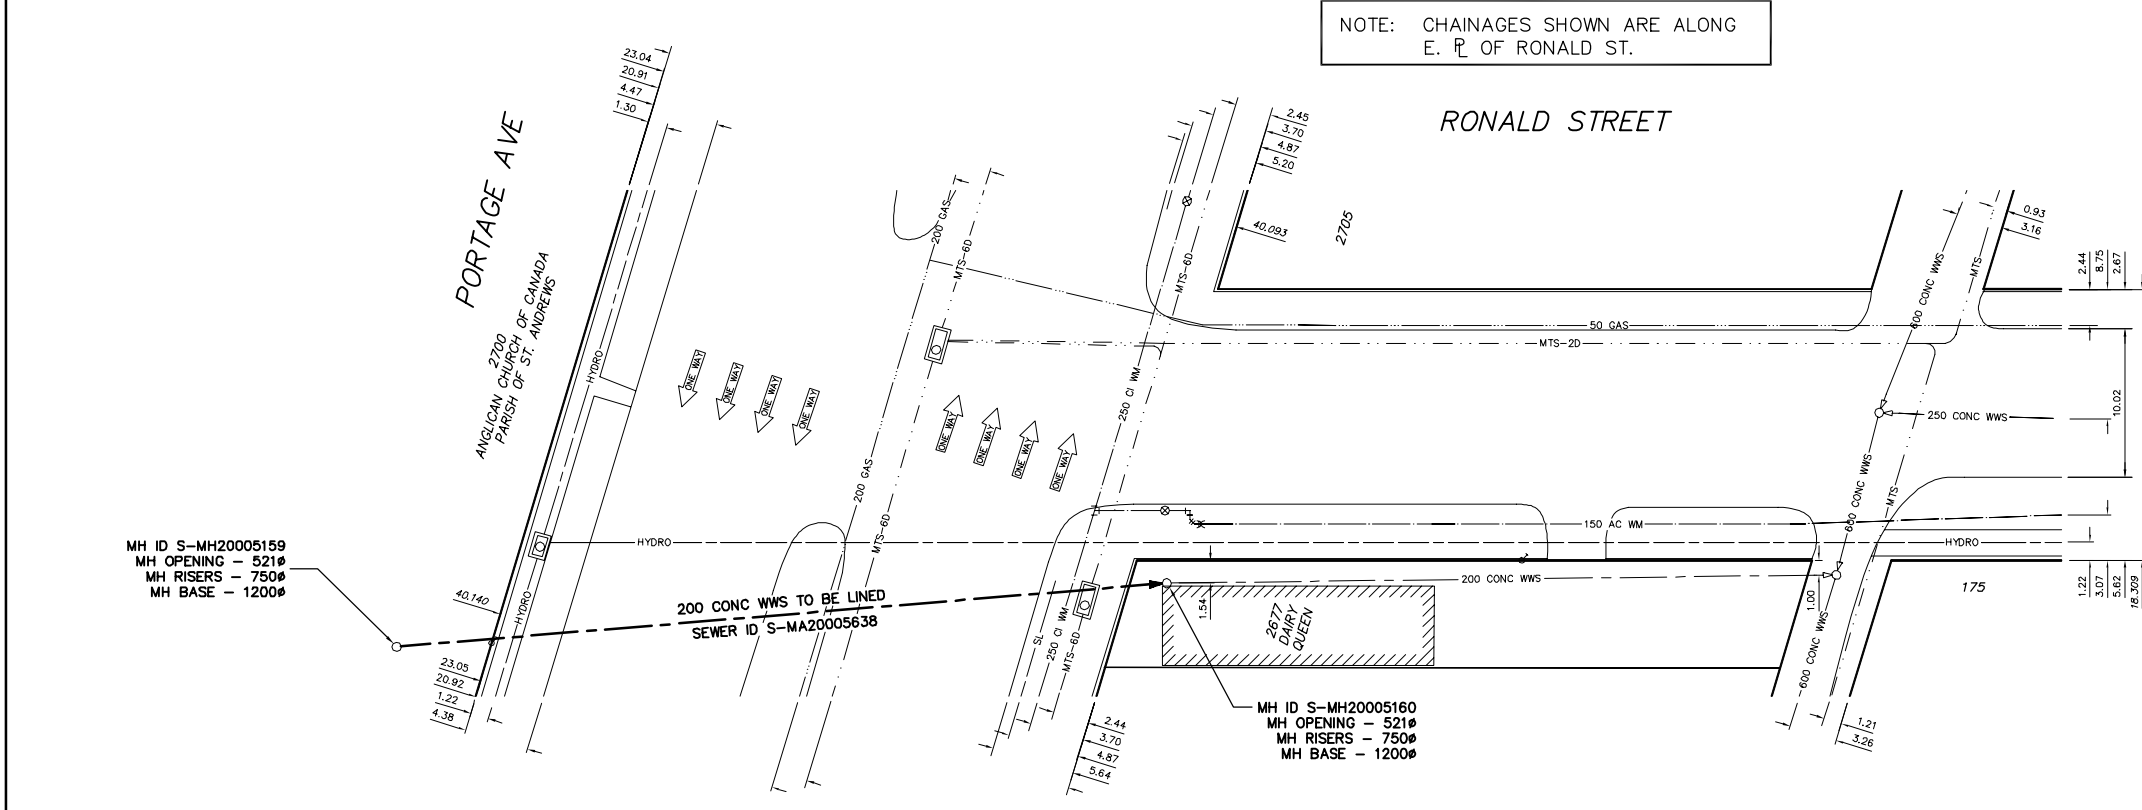 NOTE: CHAINAGES SHOWN ARE ALONG
E. ℄ OF RONALD ST.
RONALD STREET
PORTAGE AVE
23.04
20.91
4.47
1.30
2.45
3.70
4.87
5.20
40.093
2705
0.93
3.16
2.44
8.75
2.67
2700
ANGLICAN CHURCH OF CANADA
PARISH OF ST. ANDREWS
HYDRO
200 GAS
MTS-6D
MTS-6D
600 CONC WWS
MTS
50 GAS
MTS-2D
ONE WAY
ONE WAY
ONE WAY
ONE WAY
ONE WAY
ONE WAY
ONE WAY
ONE WAY
250 CI WM
250 CONC WWS
10.02
200 GAS
MTS-6D
600 CONC WWS
MTS
150 AC WM
HYDRO
HYDRO
MH ID S-MH20005159
MH OPENING - 521ø
MH RISERS - 750ø
MH BASE - 1200ø
40.140
HYDRO
200 CONC WWS TO BE LINED
SEWER ID S-MA20005638
SL
250 CI WM
MTS-6D
1.54
200 CONC WWS
2677
DAIRY
QUEEN
1.00
600 CONC WWS
175
1.22
3.07
5.62
18.309
23.05
20.92
1.22
4.38
2.44
3.70
4.87
5.64
MH ID S-MH20005160
MH OPENING - 521ø
MH RISERS - 750ø
MH BASE - 1200ø
1.21
3.26